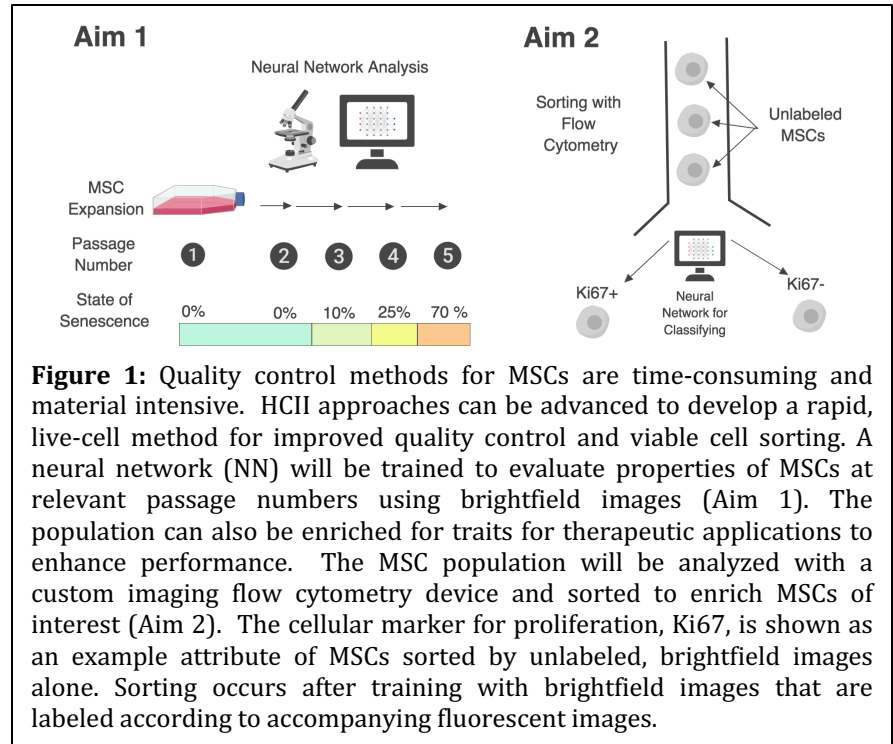 Aim 1
Neural Network Analysis
MSC
Expansion
Passage
Number
1 2 3 4 5
State of
Senescence
0% 0% 10% 25% 70 %
Aim 2
Sorting with
Flow
Cytometry
Unlabeled
MSCs
Ki67+
Neural
Network for
Classifying
Ki67-
Figure 1: Quality control methods for MSCs are time-consuming and
material intensive. HCII approaches can be advanced to develop a rapid,
live-cell method for improved quality control and viable cell sorting. A
neural network (NN) will be trained to evaluate properties of MSCs at
relevant passage numbers using brightfield images (Aim 1). The
population can also be enriched for traits for therapeutic applications to
enhance performance. The MSC population will be analyzed with a
custom imaging flow cytometry device and sorted to enrich MSCs of
interest (Aim 2). The cellular marker for proliferation, Ki67, is shown as
an example attribute of MSCs sorted by unlabeled, brightfield images
alone. Sorting occurs after training with brightfield images that are
labeled according to accompanying fluorescent images.